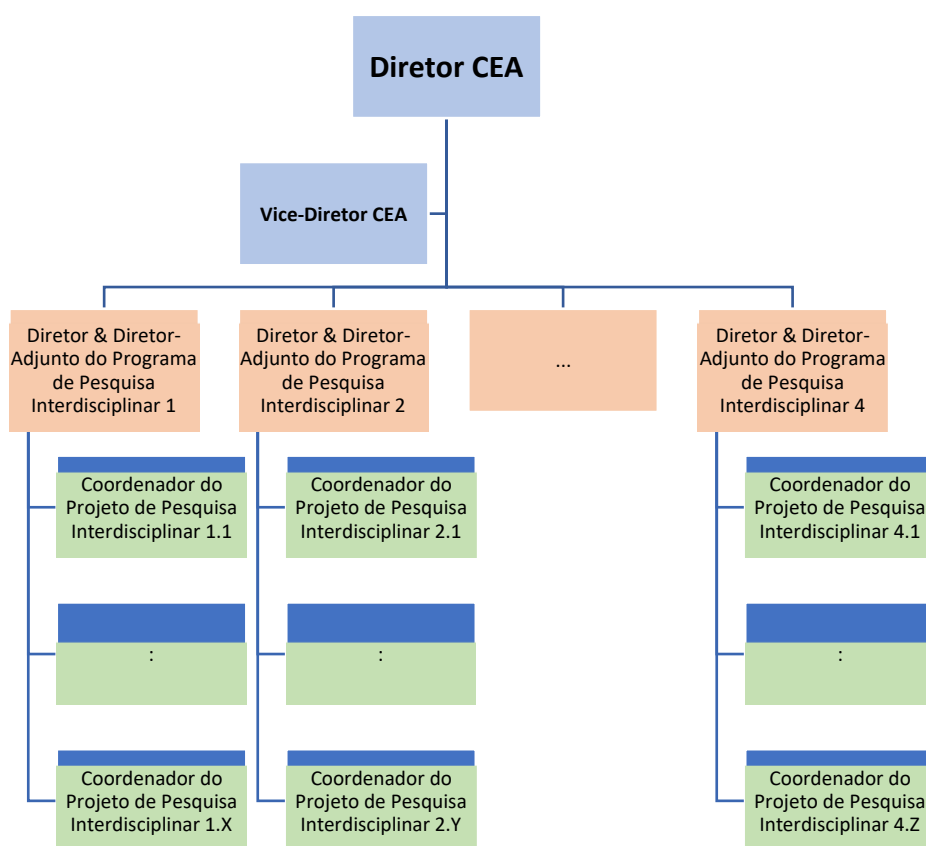 Diretor CEA
Vice-Diretor CEA
Diretor & Diretor-
Adjunto do Programa
de Pesquisa
Interdisciplinar 1
Diretor & Diretor-
Adjunto do Programa
de Pesquisa
Interdisciplinar 2
...
Diretor & Diretor-
Adjunto do Programa
de Pesquisa
Interdisciplinar 4
Coordenador do
Projeto de Pesquisa
Interdisciplinar 1.1
:
Coordenador do
Projeto de Pesquisa
Interdisciplinar 1.X
Coordenador do
Projeto de Pesquisa
Interdisciplinar 2.1
:
Coordenador do
Projeto de Pesquisa
Interdisciplinar 2.Y
Coordenador do
Projeto de Pesquisa
Interdisciplinar 4.1
:
Coordenador do
Projeto de Pesquisa
Interdisciplinar 4.Z